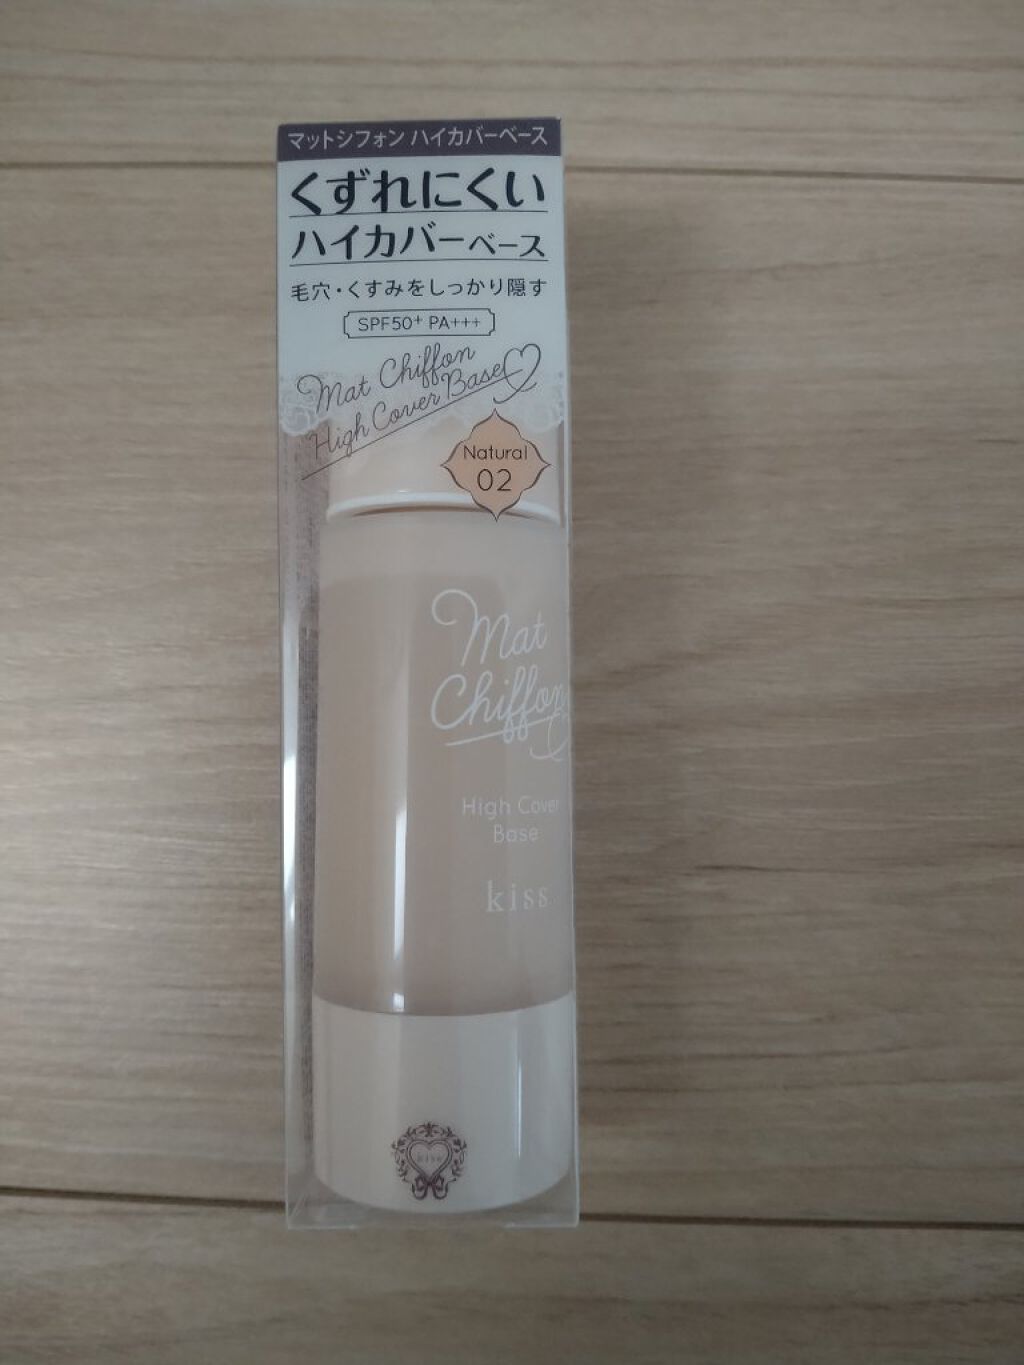 マットシフォン ハイカバーベース
くずれにくい
ハイカバーベース
毛穴・くすみをしっかり隠す
SPF50+ PA+++
Mat Chiffon
High Cover Base
Natural
02
Mat
Chiffon
High Cover
Base
kiss
kiss